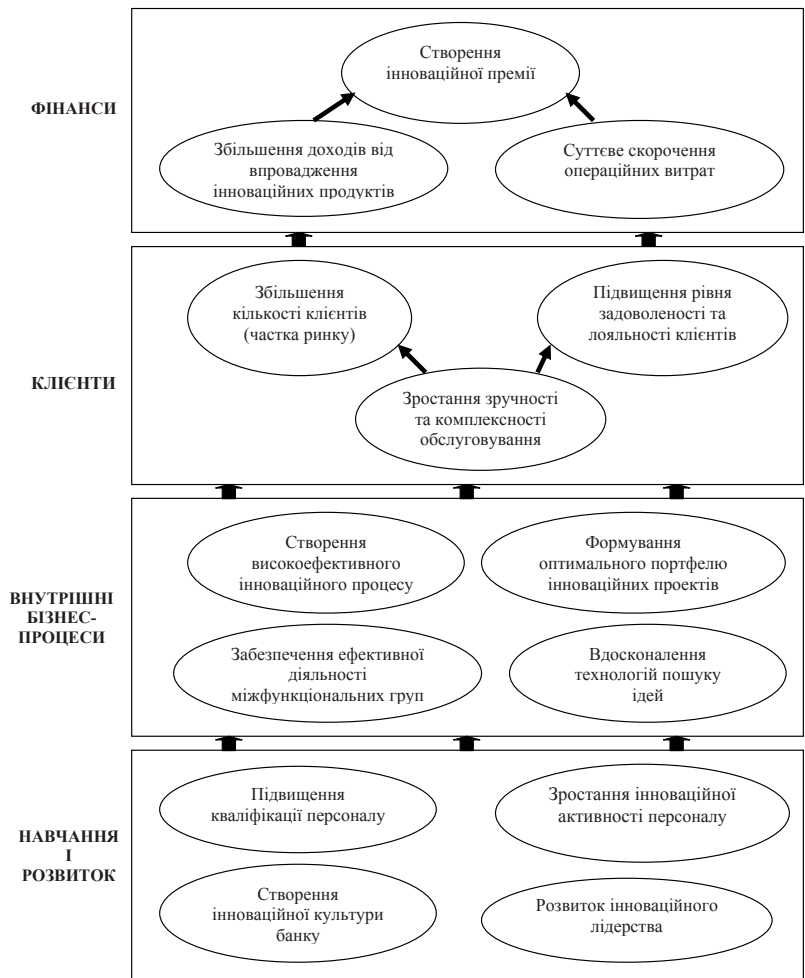 Створення
інноваційної премії
ФІНАНСИ
Збільшення доходів від
впровадження
інноваційних продуктів
Суттєве скорочення
операційних витрат
Збільшення
кількості клієнтів
(частка ринку)
Підвищення рівня
задоволеності та
лояльності клієнтів
КЛІЄНТИ
Зростання зручності
та комплексності
обслуговування
Створення
високоефективного
інноваційного процесу
Формування
оптимального портфелю
інноваційних проектів
ВНУТРІШНІ
БІЗНЕС-
ПРОЦЕСИ
Забезпечення ефективної
діяльності
міжфункціональних груп
Вдосконалення
технологій пошуку
ідей
Підвищення
кваліфікації персоналу
Зростання інноваційної
активності персоналу
НАВЧАННЯ
І
РОЗВИТОК
Створення
інноваційної культури
банку
Розвиток інноваційного
лідерства